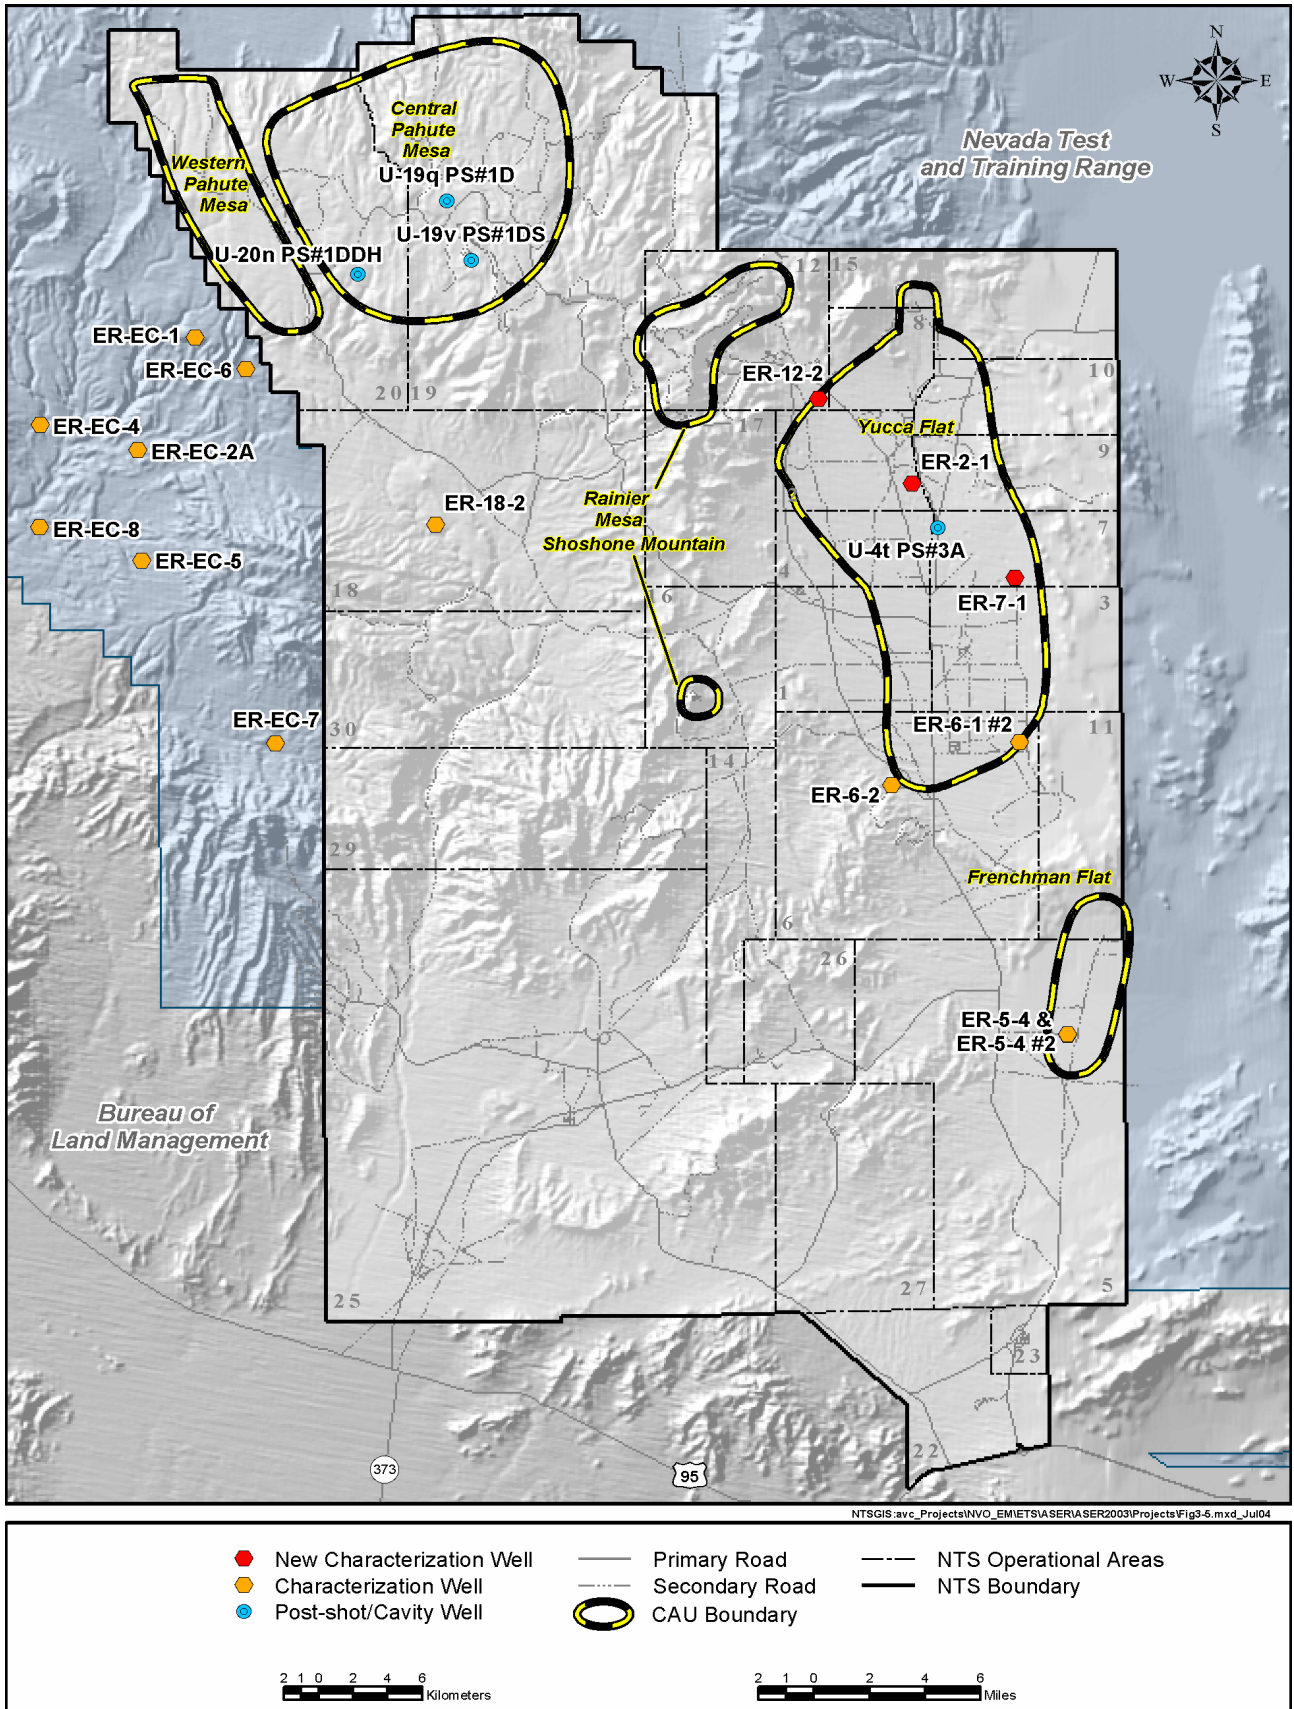 N
W E
S
Nevada Test
and Training Range
Central
Pahute
Mesa
Western
Pahute
Mesa
U-19q PS#1D
U-19v PS#1DS
U-20n PS#1DDH
12 15
8
ER-EC-1
ER-EC-6
ER-12-2
10
20 19
17
ER-EC-4
ER-EC-2A
Yucca Flat
9
ER-2-1
2
Rainier
Mesa
Shoshone Mountain
ER-18-2
ER-EC-8
ER-EC-5
7
U-4t PS#3A
4
18
16
ER-7-1
3
1
ER-EC-7
30
ER-6-1 #2
11
14
ER-6-2
29
Frenchman Flat
6
26
ER-5-4 &
ER-5-4 #2
Bureau of
Land Management
25
27
5
23
22
373
95
NTSGIS:avc_Projects\NVO_EM\ETS\ASER\ASER2003\Projects\Fig3-5.mxd_Jul04
New Characterization Well
Characterization Well
Post-shot/Cavity Well
Primary Road
Secondary Road
CAU Boundary
NTS Operational Areas
NTS Boundary
2 1 0 2 4 6
Kilometers
2 1 0 2 4 6
Miles